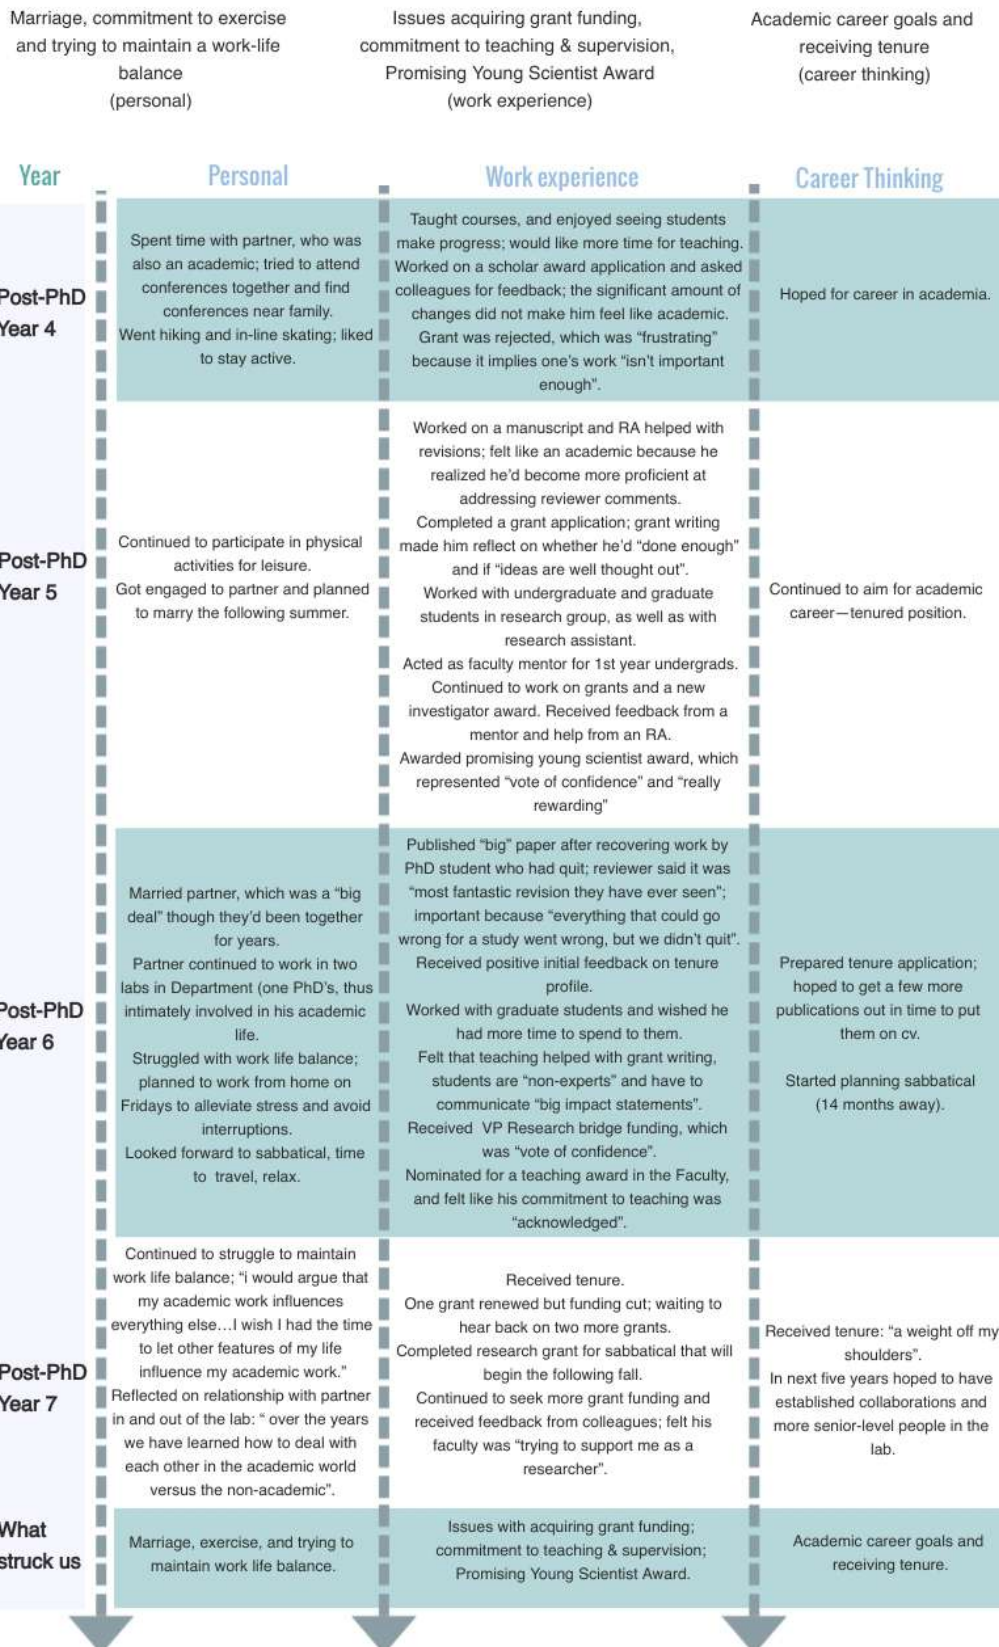 Marriage, commitment to exercise
and trying to maintain a work-life
balance
(personal)
Issues acquiring grant funding,
commitment to teaching & supervision,
Promising Young Scientist Award
(work experience)
Academic career goals and
receiving tenure
(career thinking)
Year
Personal
Work experience
Career Thinking
Post-PhD
Year 4
Spent time with partner, who was
also an academic; tried to attend
conferences together and find
conferences near family.
Went hiking and in-line skating; liked
to stay active.
Taught courses, and enjoyed seeing students
make progress; would like more time for teaching.
Worked on a scholar award application and asked
colleagues for feedback; the significant amount of
changes did not make him feel like academic.
Grant was rejected, which was “frustrating”
because it implies one’s work “isn’t important
enough”.
Hoped for career in academia.
Post-PhD
Year 5
Continued to participate in physical
activities for leisure.
Got engaged to partner and planned
to marry the following summer.
Worked on a manuscript and RA helped with
revisions; felt like an academic because he
realized he’d become more proficient at
addressing reviewer comments.
Completed a grant application; grant writing
made him reflect on whether he’d “done enough”
and if “ideas are well thought out”.
Worked with undergraduate and graduate
students in research group, as well as with
research assistant.
Acted as faculty mentor for 1st year undergrads.
Continued to work on grants and a new
investigator award. Received feedback from a
mentor and help from an RA.
Awarded promising young scientist award, which
represented “vote of confidence” and “really
rewarding”
Continued to aim for academic
career—tenured position.
Post-PhD
Year 6
Married partner, which was a “big
deal” though they’d been together
for years.
Partner continued to work in two
labs in Department (one PhD’s, thus
intimately involved in his academic
life.
Struggled with work life balance;
planned to work from home on
Fridays to alleviate stress and avoid
interruptions.
Looked forward to sabbatical, time
to travel, relax.
Published “big” paper after recovering work by
PhD student who had quit; reviewer said it was
“most fantastic revision they have ever seen”;
important because “everything that could go
wrong for a study went wrong, but we didn’t quit”.
Received positive initial feedback on tenure
profile.
Worked with graduate students and wished he
had more time to spend to them.
Felt that teaching helped with grant writing,
students are “non-experts” and have to
communicate “big impact statements”.
Received VP Research bridge funding, which
was “vote of confidence”.
Nominated for a teaching award in the Faculty,
and felt like his commitment to teaching was
“acknowledged”.
Prepared tenure application;
hoped to get a few more
publications out in time to put
them on cv.
Started planning sabbatical
(14 months away).
Post-PhD
Year 7
Continued to struggle to maintain
work life balance; “i would argue that
my academic work influences
everything else…I wish I had the time
to let other features of my life
influence my academic work.”
Reflected on relationship with partner
in and out of the lab: “ over the years
we have learned how to deal with
each other in the academic world
versus the non-academic”.
Received tenure.
One grant renewed but funding cut; waiting to
hear back on two more grants.
Completed research grant for sabbatical that will
begin the following fall.
Continued to seek more grant funding and
received feedback from colleagues; felt his
faculty was “trying to support me as a
researcher”.
Received tenure: “a weight off my
shoulders”.
In next five years hoped to have
established collaborations and
more senior-level people in the
lab.
What
struck us
Marriage, exercise, and trying to
maintain work life balance.
Issues with acquiring grant funding;
commitment to teaching & supervision;
Promising Young Scientist Award.
Academic career goals and
receiving tenure.